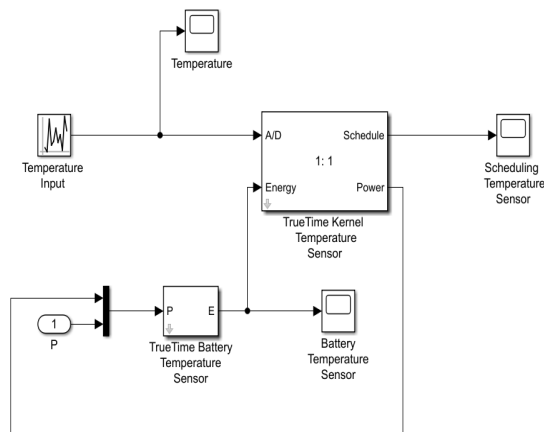 Temperature
A/D
Schedule
1: 1
Energy
Power
Temperature
Input
Scheduling
Temperature
Sensor
TrueTime Kernel
Temperature
Sensor
1
P
P
E
TrueTime Battery
Temperature
Sensor
Battery
Temperature
Sensor